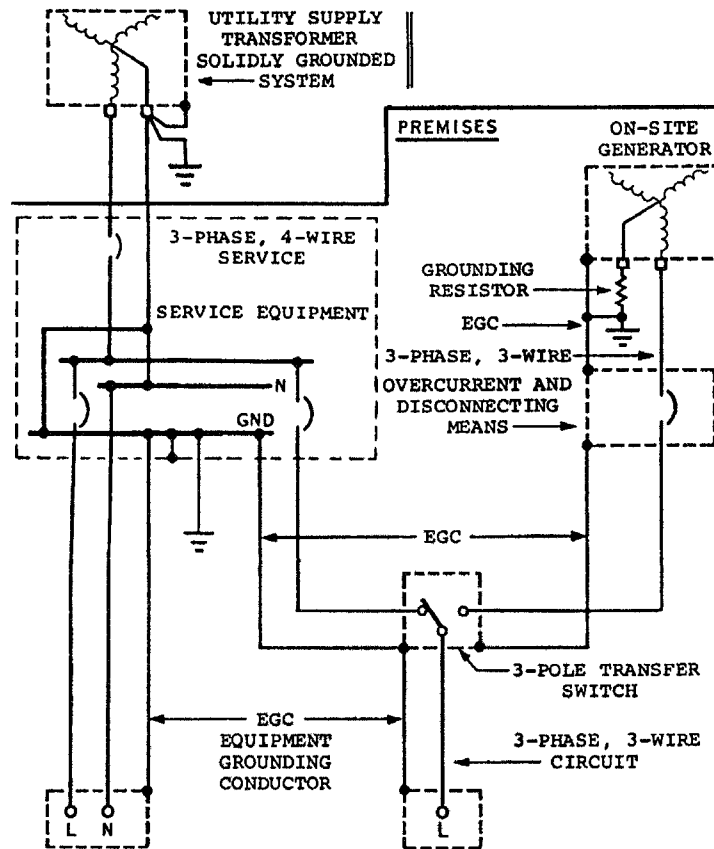 UTILITY SUPPLY
TRANSFORMER
SOLIDLY GROUNDED
SYSTEM
PREMISES
ON-SITE
GENERATOR
3-PHASE, 4-WIRE
SERVICE
GROUNDING
RESISTOR
SERVICE EQUIPMENT
EGC
3-PHASE, 3-WIRE
OVERCURRENT AND
DISCONNECTING
MEANS
N
GND
EGC
3-POLE TRANSFER
SWITCH
EGC
EQUIPMENT
GROUNDING
CONDUCTOR
3-PHASE, 3-WIRE
CIRCUIT
L N
L